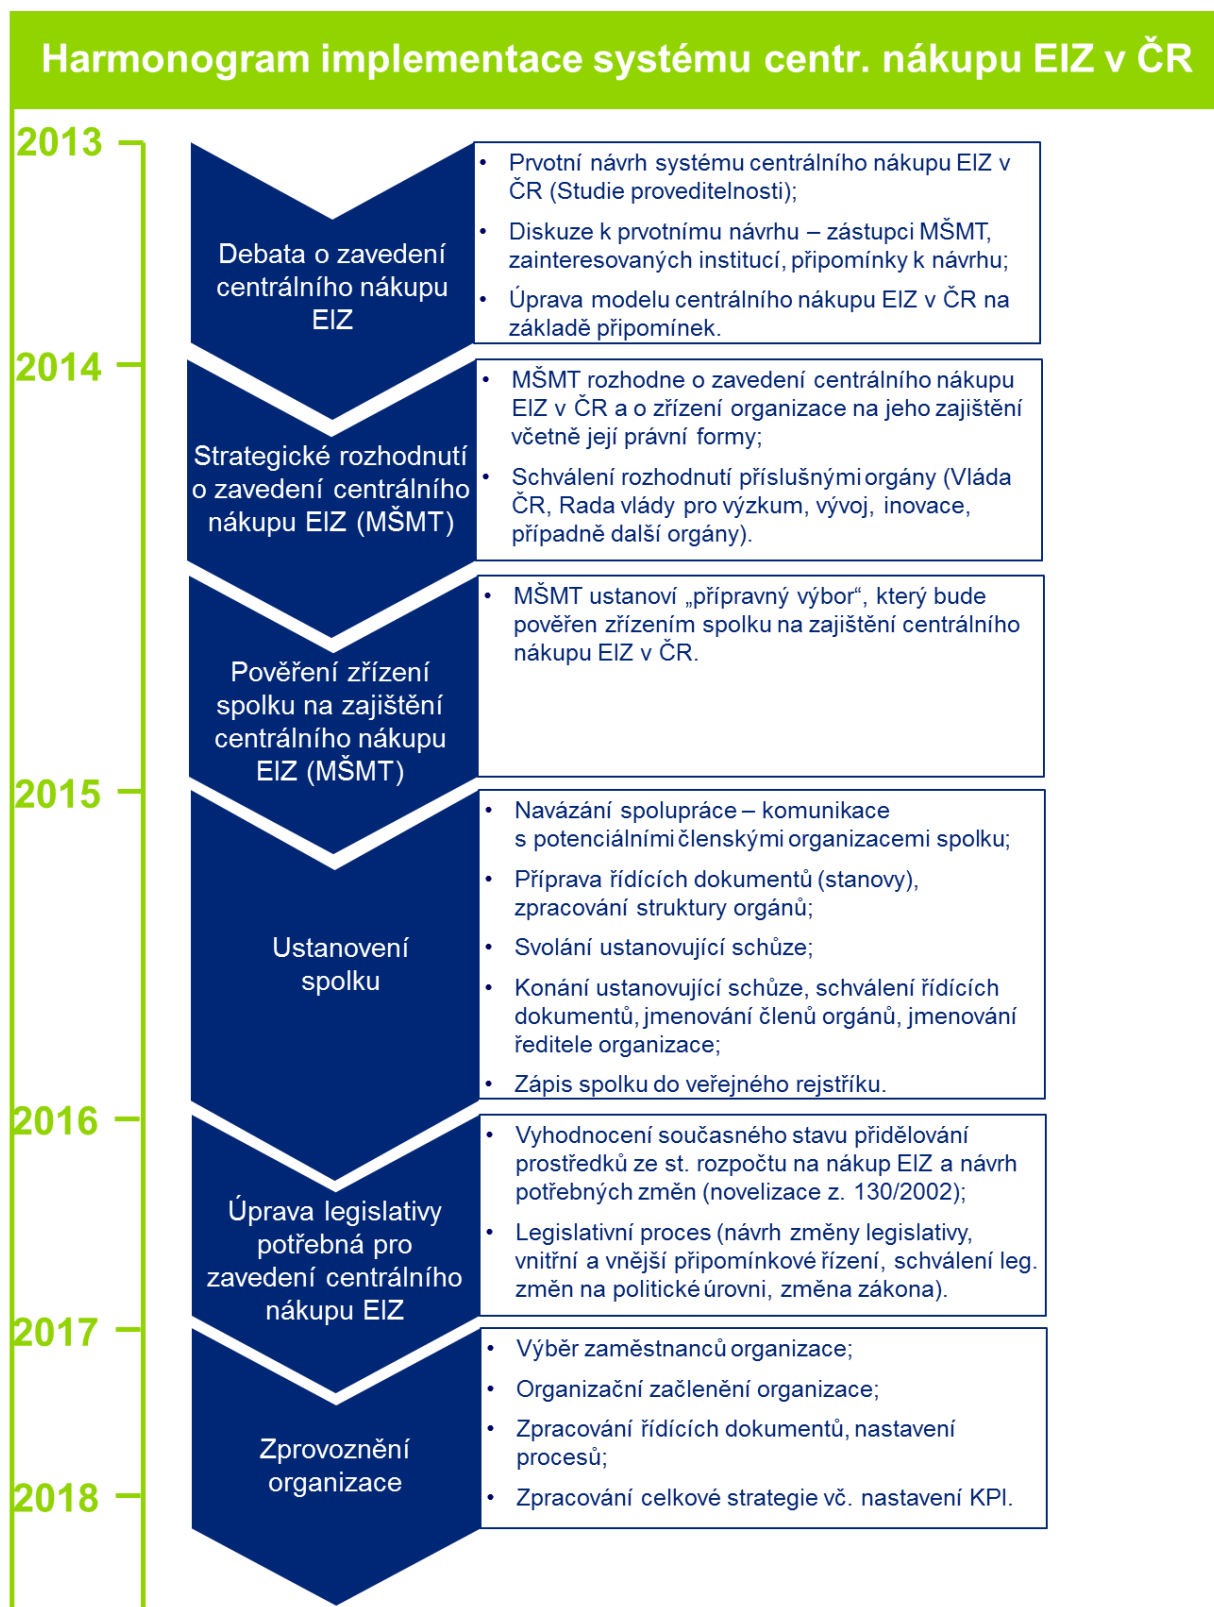 Harmonogram implementace systému centr. nákupu EIZ v ČR
2013
Debata o zavedení
centrálního nákupu
EIZ
• Prvotní návrh systému centrálního nákupu EIZ v
ČR (Studie proveditelnosti);
• Diskuze k prvotnímu návrhu – zástupci MŠMT,
zainteresovaných institucí, připomínky k návrhu;
• Úprava modelu centrálního nákupu EIZ v ČR na
základě připomínek.
2014
Strategické rozhodnutí
o zavedení centrálního
nákupu EIZ (MŠMT)
• MŠMT rozhodne o zavedení centrálního nákupu
EIZ v ČR a o zřízení organizace na jeho zajištění
včetně její právní formy;
• Schválení rozhodnutí příslušnými orgány (Vláda
ČR, Rada vlády pro výzkum, vývoj, inovace,
případně další orgány).
Pověření zřízení
spolku na zajištění
centrálního nákupu
EIZ (MŠMT)
• MŠMT ustanoví „přípravný výbor“, který bude
pověřen zřízením spolku na zajištění centrálního
nákupu EIZ v ČR.
2015
Ustanovení
spolku
• Navázání spolupráce – komunikace
s potenciálními členskými organizacemi spolku;
• Příprava řídících dokumentů (stanovy),
zpracování struktury orgánů;
• Svolání ustanovující schůze;
• Konání ustanovující schůze, schválení řídících
dokumentů, jmenování členů orgánů, jmenování
ředitele organizace;
• Zápis spolku do veřejného rejstříku.
2016
Úprava legislativy
potřebná pro
zavedení centrálního
nákupu EIZ
• Vyhodnocení současného stavu přidělování
prostředků ze st. rozpočtu na nákup EIZ a návrh
potřebných změn (novelizace z. 130/2002);
• Legislativní proces (návrh změny legislativy,
vnitřní a vnější připomínkové řízení, schválení leg.
změn na politické úrovni, změna zákona).
2017
Zprovoznění
organizace
• Výběr zaměstnanců organizace;
• Organizační začlenění organizace;
• Zpracování řídících dokumentů, nastavení
procesů;
• Zpracování celkové strategie vč. nastavení KPI.
2018